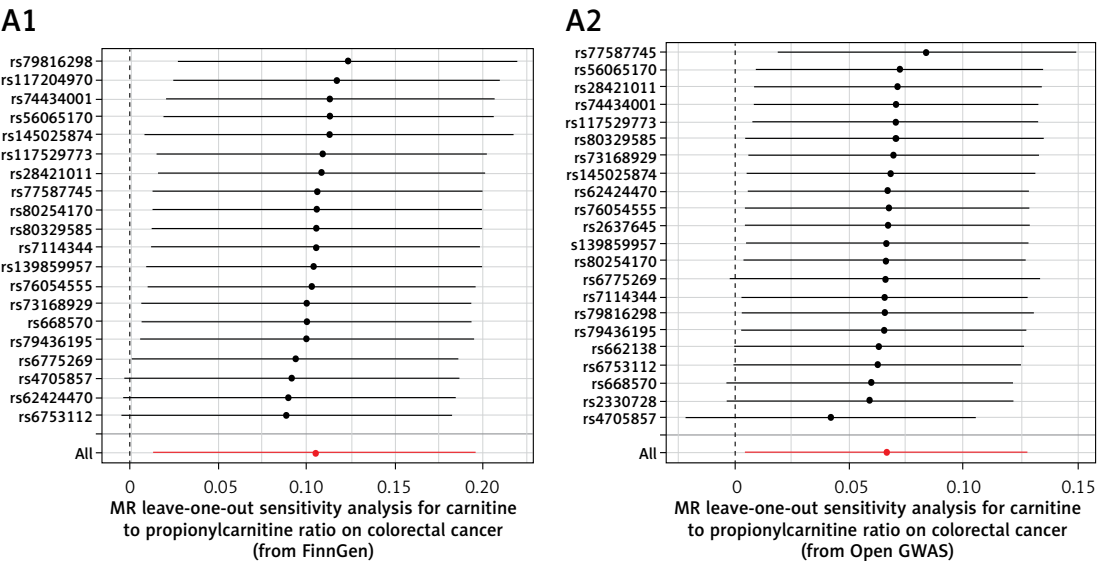 A1
rs79816298
rs117204970
rs74434001
rs56065170
rs145025874
rs117529773
rs28421011
rs77587745
rs80254170
rs80329585
rs7114344
rs139859957
rs76054555
rs73168929
rs668570
rs79436195
rs6775269
rs4705857
rs62424470
rs6753112
All
0 0.05 0.10 0.15 0.20
MR leave-one-out sensitivity analysis for carnitine
to propionylcarnitine ratio on colorectal cancer
(from FinnGen)
A2
rs77587745
rs56065170
rs28421011
rs74434001
rs117529773
rs80329585
rs73168929
rs145025874
rs62424470
rs76054555
rs2637645
s139859957
rs80254170
rs6775269
rs7114344
rs79816298
rs79436195
rs662138
rs6753112
rs668570
rs2330728
rs4705857
All
0 0.05 0.10 0.15
MR leave-one-out sensitivity analysis for carnitine
to propionylcarnitine ratio on colorectal cancer
(from Open GWAS)